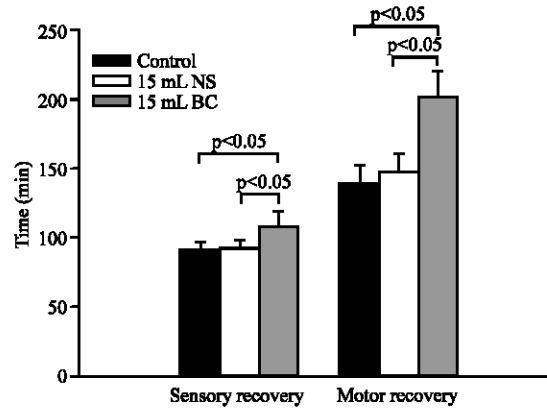 250
200
150
100
50
0
Time (min)
Control
15 mL NS
15 mL BC
p<0.05
p<0.05
p<0.05
p<0.05
Sensory recovery
Motor recovery